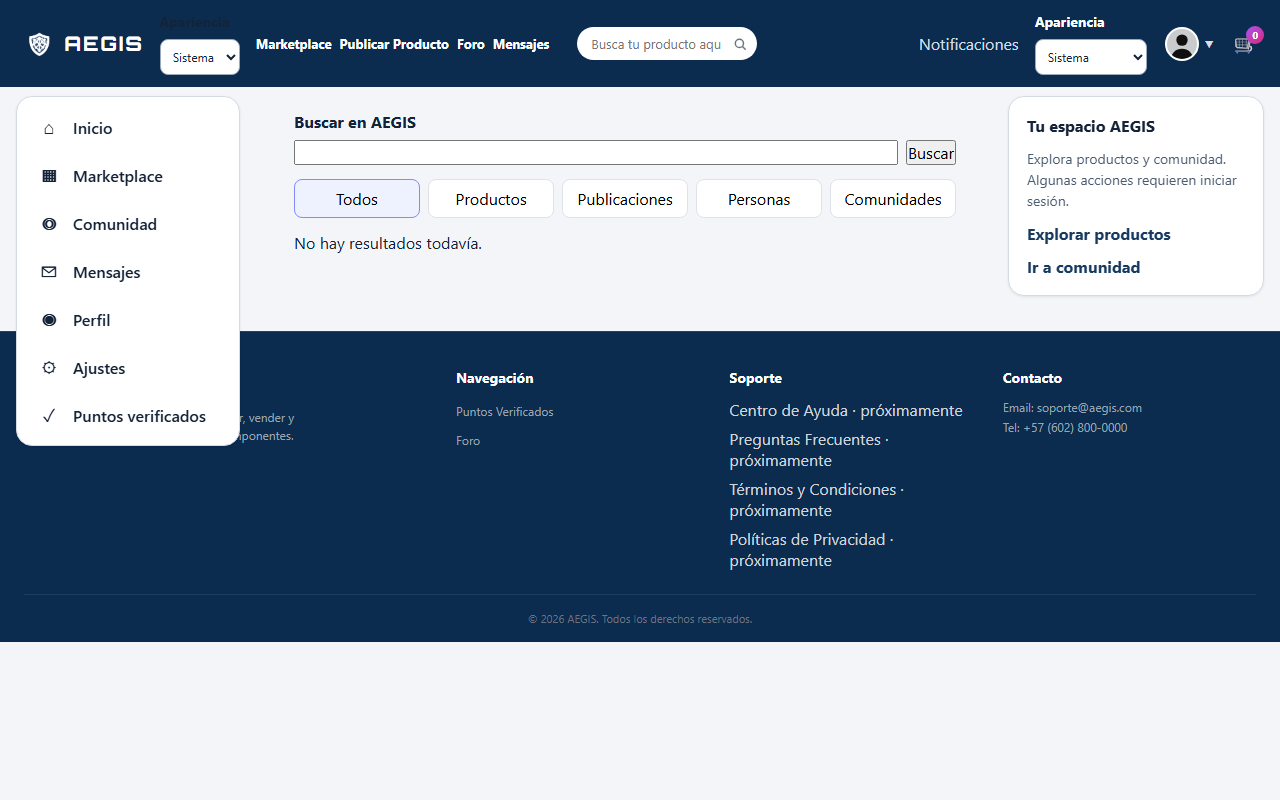 AEGIS
Apariencia
Sistema
Marketplace
Publicar Producto
Foro
Mensajes
Busca tu producto aqu
Notificaciones
Apariencia
Sistema
0
Inicio
Marketplace
Comunidad
Mensajes
Perfil
Ajustes
Puntos verificados
Buscar en AEGIS
Buscar
Todos
Productos
Publicaciones
Personas
Comunidades
No hay resultados todavía.
Tu espacio AEGIS
Explora productos y comunidad.
Algunas acciones requieren iniciar
sesión.
Explorar productos
Ir a comunidad
, vender y
Navegación
Puntos Verificados
Foro
Soporte
Centro de Ayuda · próximamente
Preguntas Frecuentes ·
próximamente
Términos y Condiciones ·
próximamente
Políticas de Privacidad ·
próximamente
Contacto
Email: soporte@aegis.com
Tel: +57 (602) 800-0000
© 2026 AEGIS. Todos los derechos reservados.